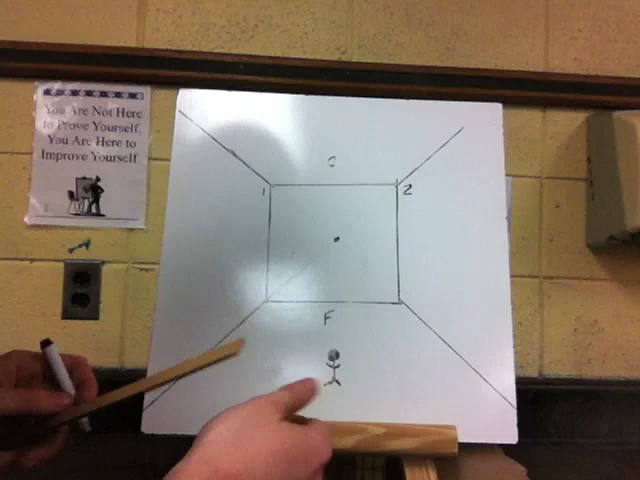 You Are Not Here
to Prove Yourself.
You Are Here to
Improve Yourself
C
1
2
F